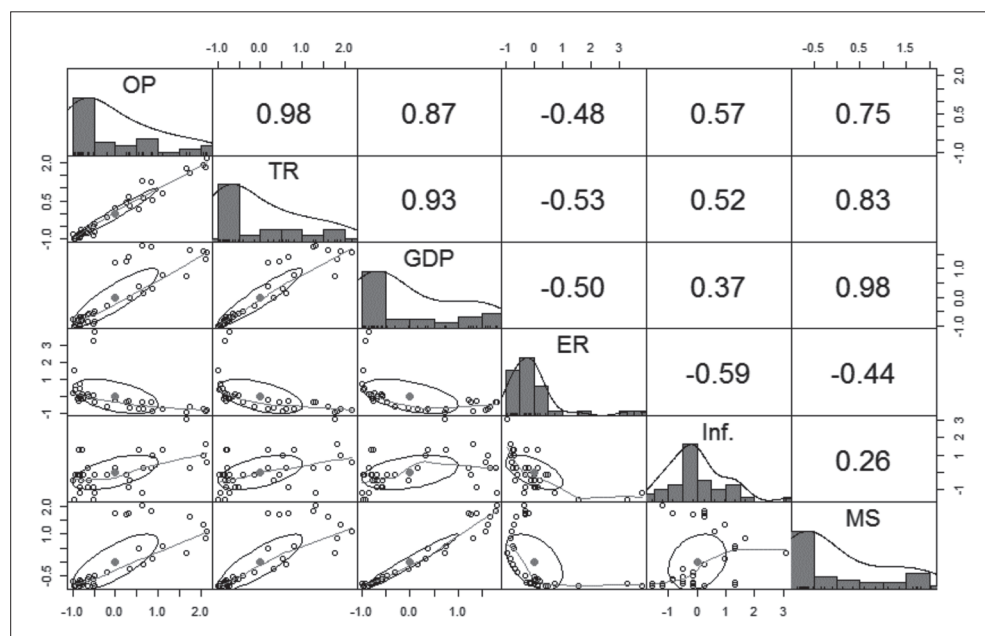 -1.0 0.0 1.0 2.0 -1 0 1 2 3 -0.5 0.5 1.5
OP 0.98 0.87 -0.48 0.57 0.75 -1.0 0.5 2.0
-1.0 0.5 2.0 TR 0.93 -0.53 0.52 0.83
GDP -0.50 0.37 0.98 -1.0 0.0 1.0
-1 0 1 2 3 ER -0.59 -0.44
Inf. 0.26 -1 1 2 3
-0.5 0.5 1.0 2.0 MS
-1.0 0.0 1.0 2.0 -1.0 0.0 1.0 -1 0 1 2 3